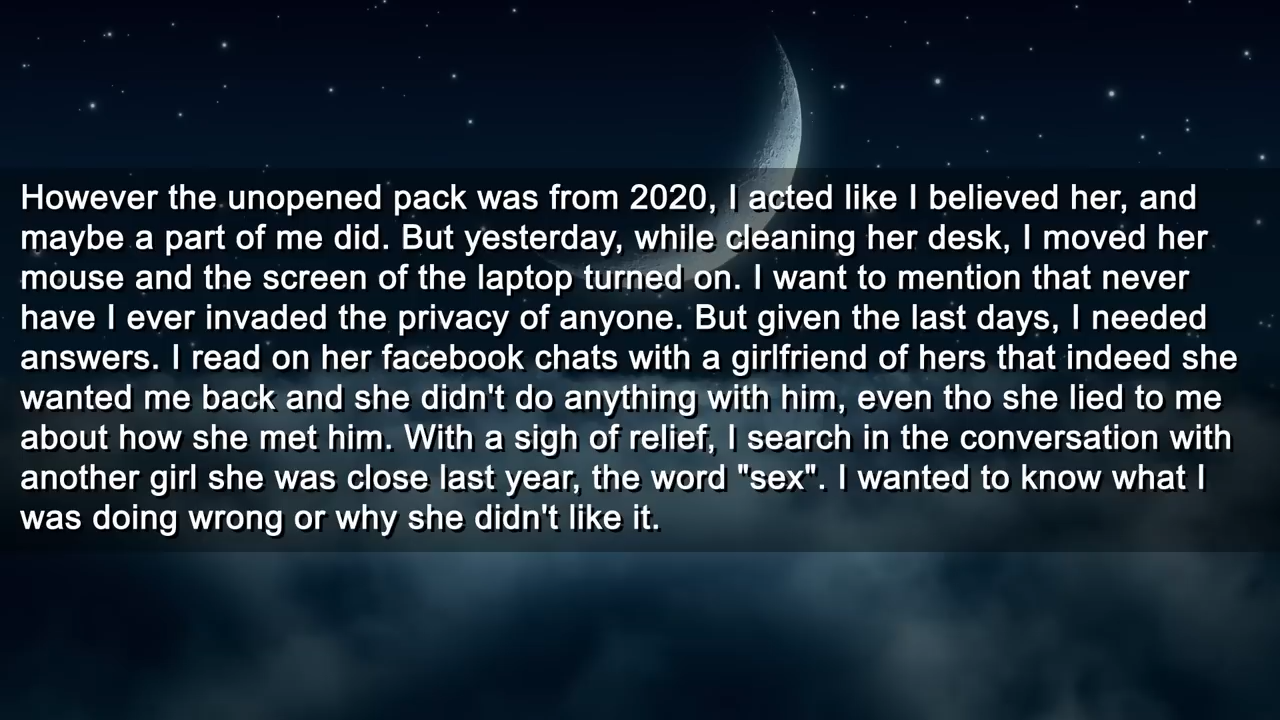 However the unopened pack was from 2020, I acted like I believed her, and
maybe a part of me did. But yesterday, while cleaning her desk, I moved her
mouse and the screen of the laptop turned on. I want to mention that never
have I ever invaded the privacy of anyone. But given the last days, I needed
answers. I read on her facebook chats with a girlfriend of hers that indeed she
wanted me back and she didn't do anything with him, even tho she lied to me
about how she met him. With a sigh of relief, I search in the conversation with
another girl she was close last year, the word "sex". I wanted to know what I
was doing wrong or why she didn't like it.